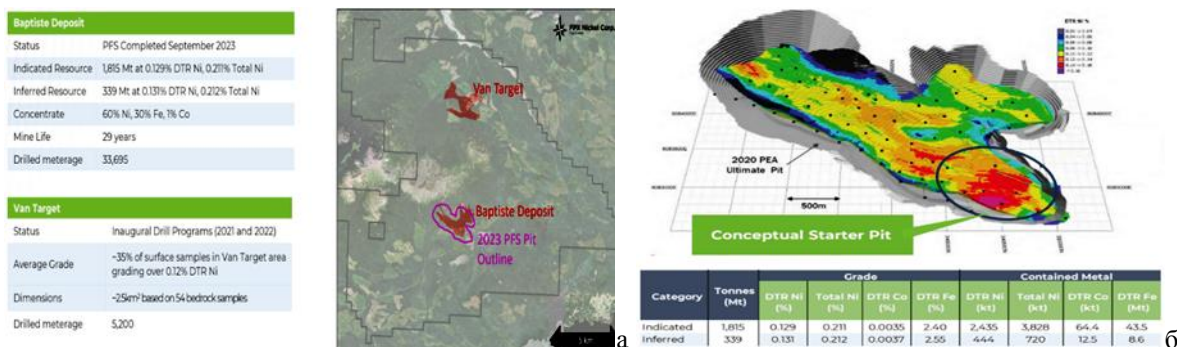 Baptiste Deposit
Status PFS Completed September 2023
Indicated Resource 1,815 Mt at 0.129% DTR Ni, 0.211% Total Ni
Inferred Resource 339 Mt at 0.131% DTR Ni, 0.212% Total Ni
Concentrate 60% Ni, 30% Fe, 1% Co
Mine Life 29 years
Drilled meterage 33,695
Van Target
Status Inaugural Drill Programs (2021 and 2022)
Average Grade ~35% of surface samples in Van Target area
grading over 0.12% DTR Ni
Dimensions ~2.5km² based on 54 bedrock samples
Drilled meterage 5,200
FPX Nickel Corp.
Van Target
Baptiste Deposit
2023 PFS Pit
Outline
5 km
а
DTR Ni %
2020 PEA
Ultimate Pit
500m
Conceptual Starter Pit
Category Tonnes (Mt) Grade Contained Metal
DTR Ni (%) Total Ni (%) DTR Co (%) DTR Fe (%) DTR Ni (kt) Total Ni (kt) DTR Co (kt) DTR Fe (Mt)
Indicated 1,815 0.129 0.211 0.0035 2.40 2,435 3,828 64.4 43.5
Inferred 339 0.131 0.212 0.0037 2.55 444 720 12.5 8.6
б